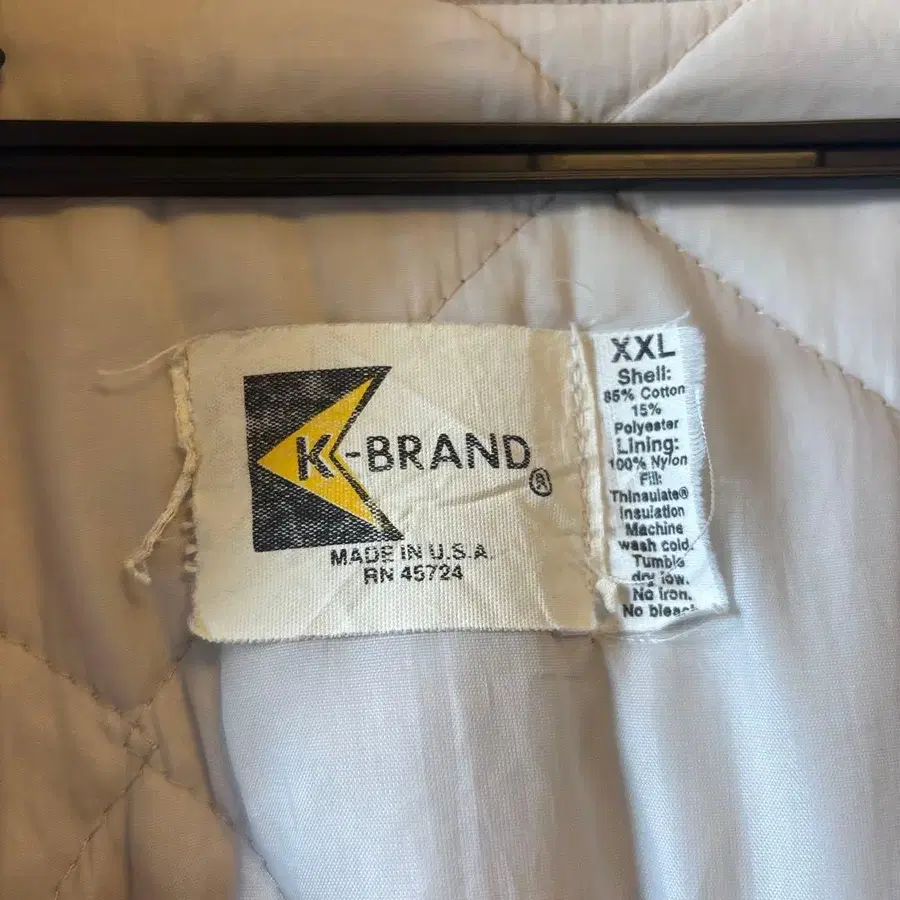 K-BRAND®
MADE IN U.S.A.
RN 45724
XXL
Shell:
85% Cotton
15%
Polyester
Lining:
100% Nylon
Fill:
Thinsulate®
Insulation
Machine
wash cold.
Tumble
dry low.
No iron.
No bleach